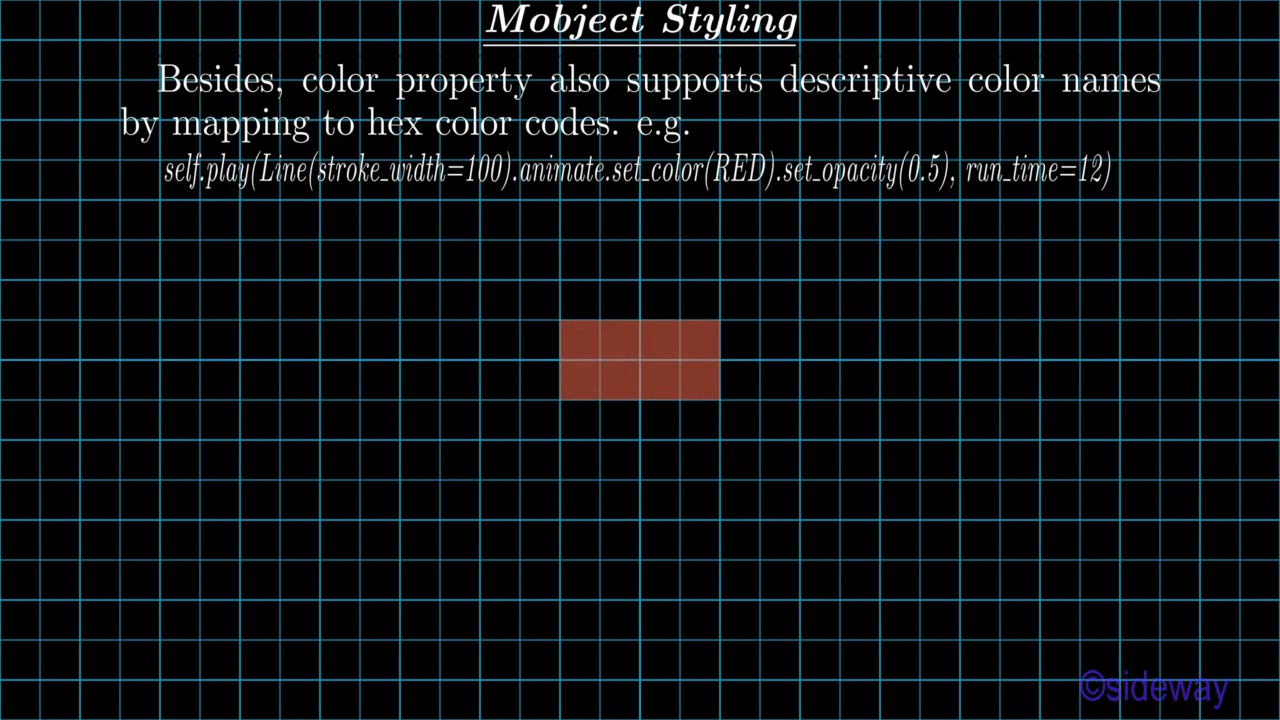 Mobject Styling
Besides, color property also supports descriptive color names
by mapping to hex color codes. e.g.
self.play(Line(stroke_width=100).animate.set_color(RED).set_opacity(0.5), run_time=12)
©sideway